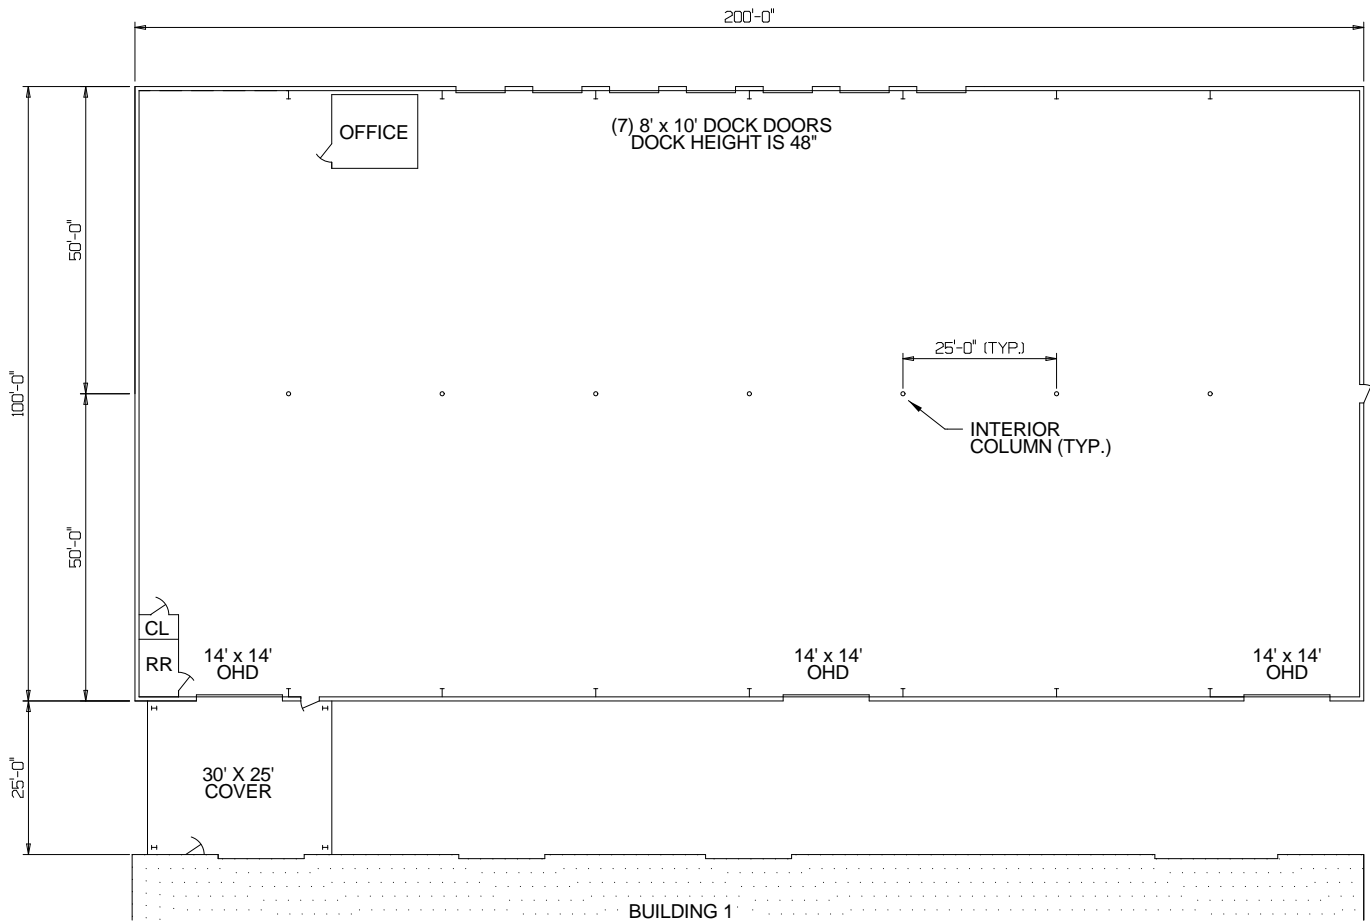 200'-0"
OFFICE
(7) 8' x 10' DOCK DOORS
DOCK HEIGHT IS 48"
50'-0"
100'-0"
25'-0" (TYP.)
INTERIOR
COLUMN (TYP.)
50'-0"
CL
RR
14' x 14'
OHD
14' x 14'
OHD
14' x 14'
OHD
25'-0"
30' X 25'
COVER
BUILDING 1